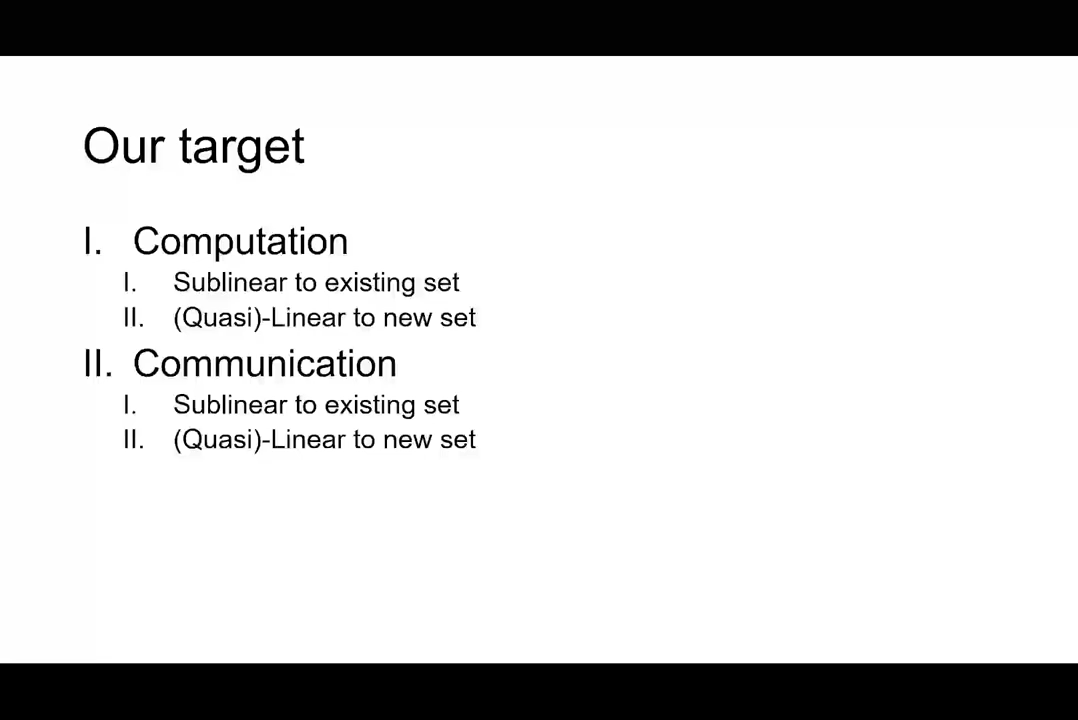 Our target
I. Computation
I. Sublinear to existing set
II. (Quasi)-Linear to new set
II. Communication
I. Sublinear to existing set
II. (Quasi)-Linear to new set